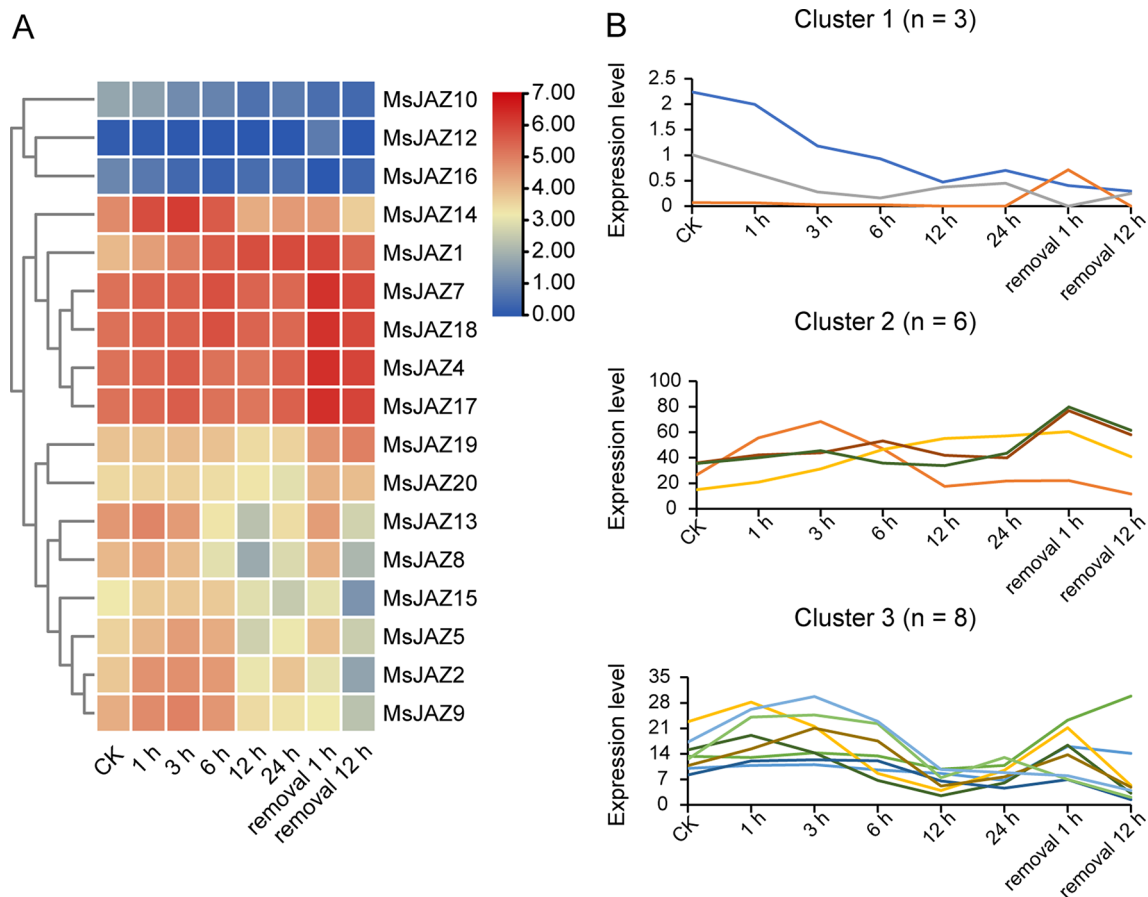 A
MsJAZ10
MsJAZ12
MsJAZ16
MsJAZ14
MsJAZ1
MsJAZ7
MsJAZ18
MsJAZ4
MsJAZ17
MsJAZ19
MsJAZ20
MsJAZ13
MsJAZ8
MsJAZ15
MsJAZ5
MsJAZ2
MsJAZ9
CK
1 h
3 h
6 h
12 h
24 h
removal 1 h
removal 12 h
7.00
6.00
5.00
4.00
3.00
2.00
1.00
0.00
B
Cluster 1 (n = 3)
Exppression level
2.5
2
1.5
1
0.5
0
CK
1 h
3 h
6 h
12 h
24 h
removal 1 h
removal 12 h
Cluster 2 (n = 6)
Expression level
100
80
60
40
20
0
CK
1 h
3 h
6 h
12 h
24 h
removal 1 h
removal 12 h
Cluster 3 (n = 8)
Expression level
35
28
21
14
7
0
CK
1 h
3 h
6 h
12 h
24 h
removal 1 h
removal 12 h